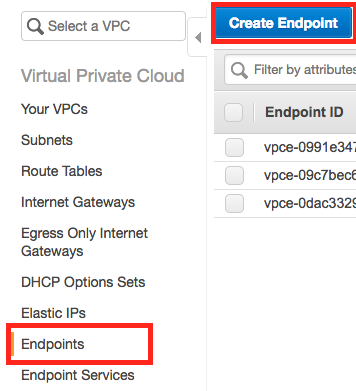 Select a VPC
Create Endpoint
Filter by attributes
Endpoint ID
vpce-0991e347
vpce-09c7bec6
vpce-0dac3329
Virtual Private Cloud
Your VPCs
Subnets
Route Tables
Internet Gateways
Egress Only Internet
Gateways
DHCP Options Sets
Elastic IPs
Endpoints
Endpoint Services